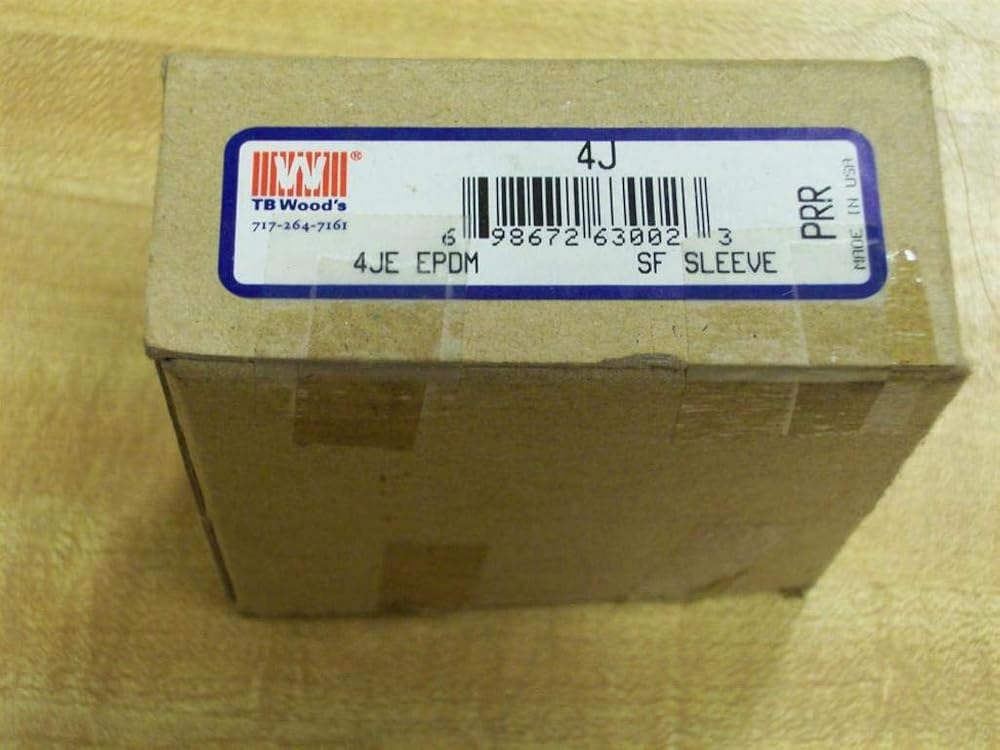 4J
W®
TB Wood's
717-264-7161
6 98672 63002 3
4JE EPDM SF SLEEVE
PRR
MADE IN USA